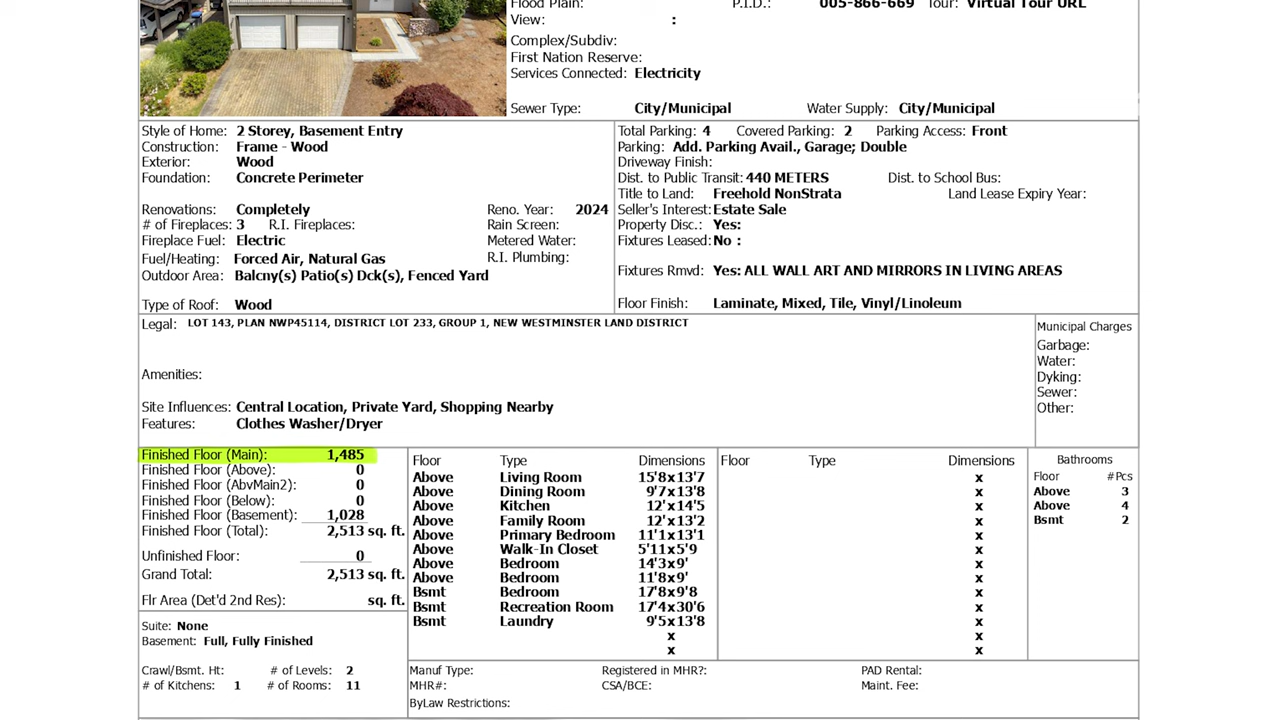 Flood Plain: P.I.D.: 005-866-669 Tour: Virtual Tour URL
View: :
Complex/Subdiv:
First Nation Reserve:
Services Connected: Electricity
Sewer Type: City/Municipal Water Supply: City/Municipal
Style of Home: 2 Storey, Basement Entry
Construction: Frame - Wood
Exterior: Wood
Foundation: Concrete Perimeter
Renovations: Completely Reno. Year: 2024
# of Fireplaces: 3 R.I. Fireplaces: Rain Screen:
Fireplace Fuel: Electric Metered Water:
Fuel/Heating: Forced Air, Natural Gas R.I. Plumbing:
Outdoor Area: Balcny(s) Patio(s) Dck(s), Fenced Yard
Type of Roof: Wood
Total Parking: 4 Covered Parking: 2 Parking Access: Front
Parking: Add. Parking Avail., Garage; Double
Driveway Finish:
Dist. to Public Transit: 440 METERS Dist. to School Bus:
Title to Land: Freehold NonStrata Land Lease Expiry Year:
Seller's Interest: Estate Sale
Property Disc.: Yes:
Fixtures Leased: No :
Fixtures Rmvd: Yes: ALL WALL ART AND MIRRORS IN LIVING AREAS
Floor Finish: Laminate, Mixed, Tile, Vinyl/Linoleum
Legal: LOT 143, PLAN NWP45114, DISTRICT LOT 233, GROUP 1, NEW WESTMINSTER LAND DISTRICT
Amenities:
Site Influences: Central Location, Private Yard, Shopping Nearby
Features: Clothes Washer/Dryer
Municipal Charges
Garbage:
Water:
Dyking:
Sewer:
Other:
Finished Floor (Main): 1,485
Finished Floor (Above): 0
Finished Floor (AbvMain2): 0
Finished Floor (Below): 0
Finished Floor (Basement): 1,028
Finished Floor (Total): 2,513 sq. ft.
Unfinished Floor: 0
Grand Total: 2,513 sq. ft.
Flr Area (Det'd 2nd Res): sq. ft.
Suite: None
Basement: Full, Fully Finished
Crawl/Bsmt. Ht: # of Levels: 2
# of Kitchens: 1 # of Rooms: 11
Floor Type Dimensions
Above Living Room 15'8x13'7
Above Dining Room 9'7x13'8
Above Kitchen 12'x14'5
Above Family Room 12'x13'2
Above Primary Bedroom 11'1x13'1
Above Walk-In Closet 5'11x5'9
Above Bedroom 14'3x9'
Above Bedroom 11'8x9'
Bsmt Bedroom 17'8x9'8
Bsmt Recreation Room 17'4x30'6
Bsmt Laundry 9'5x13'8
x
x
Floor Type Dimensions
x
x
x
x
x
x
x
x
x
x
x
x
x
Bathrooms
Floor #Pcs
Above 3
Above 4
Bsmt 2
Manuf Type: Registered in MHR?: PAD Rental:
MHR#: CSA/BCE: Maint. Fee:
ByLaw Restrictions: